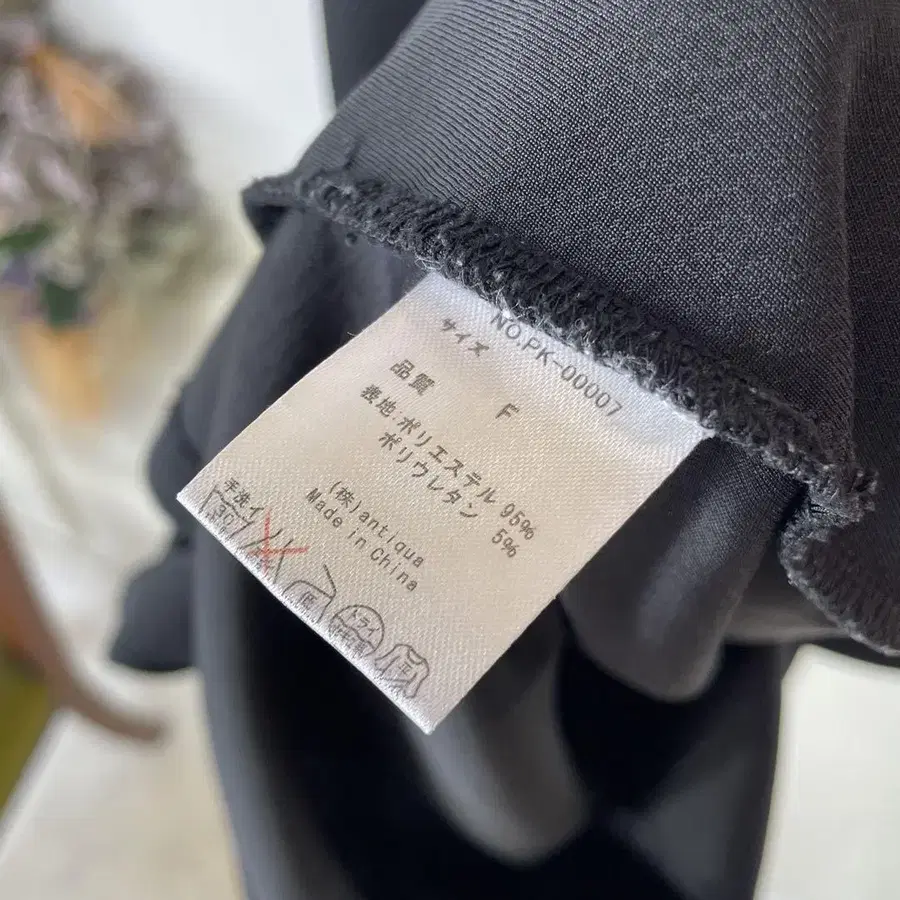 NO.PK-00007
サイズ
F
品質
表地:ポリエステル 95%
ポリウレタン 5%
(株)antiqua
Made in China
手洗イ
30
ドライ